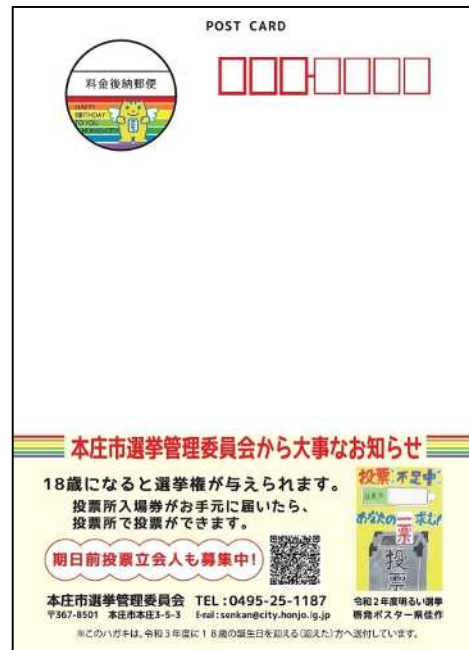 POST CARD
料金後納郵便
HAPPY
BIRTHDAY
TO YOU
本庄市選挙管理委員会から大事なお知らせ
18歳になると選挙権が与えられます。
投票所入場券がお手元に届いたら、
投票所で投票ができます。
期日前投票立会人も募集中!
投票不足中
あなたの一票求む!
投票
本庄市選挙管理委員会 TEL:0495-25-1187
〒367-8501 本庄市本庄3-5-3 E-mail:senkan@city.honjo.lg.jp
令和2年度明るい選挙
啓発ポスター県佳作
※このハガキは、令和3年度に18歳の誕生日を迎える(迎えた)方へ送付しています。